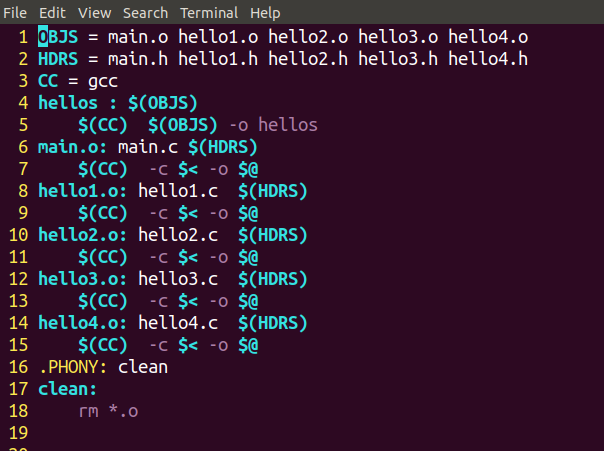 File Edit View Search Terminal Help
1 OBJS = main.o hello1.o hello2.o hello3.o hello4.o
2 HDRS = main.h hello1.h hello2.h hello3.h hello4.h
3 CC = gcc
4 hellos : $(OBJS)
5     $(CC)  $(OBJS) -o hellos
6 main.o: main.c $(HDRS)
7     $(CC)  -c $< -o $@
8 hello1.o: hello1.c  $(HDRS)
9     $(CC)  -c $< -o $@
10 hello2.o: hello2.c  $(HDRS)
11     $(CC)  -c $< -o $@
12 hello3.o: hello3.c  $(HDRS)
13     $(CC)  -c $< -o $@
14 hello4.o: hello4.c  $(HDRS)
15     $(CC)  -c $< -o $@
16 .PHONY: clean
17 clean:
18     rm *.o
19